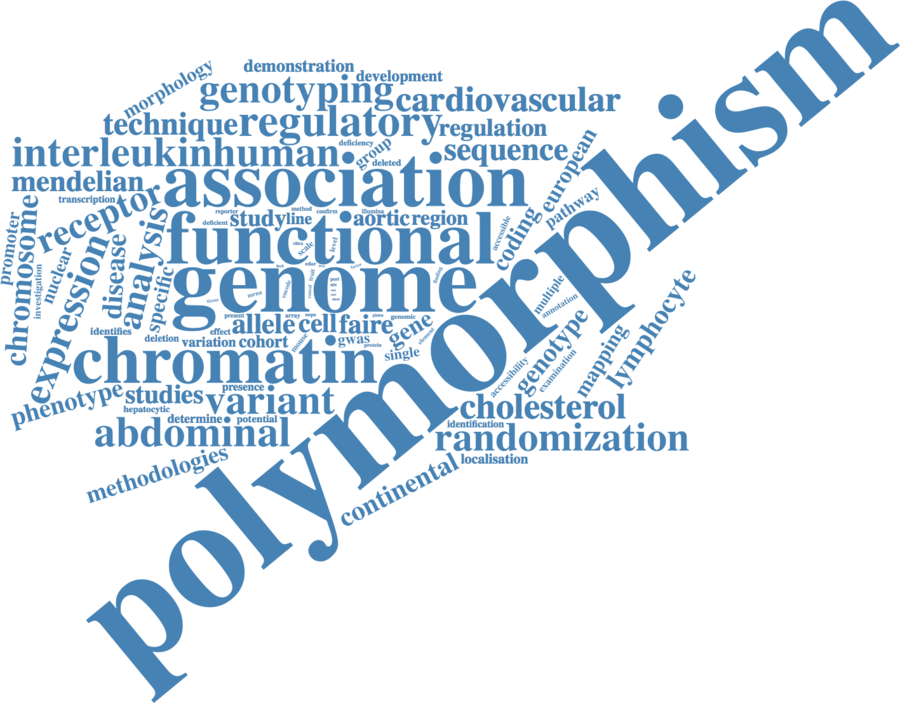 polymorphism
demonstration
morphology
development
genotyping
cardiovascular
technique
regulatory
regulation
deficiency
group
deleted
interleukin
human
sequence
european
mendelian
association
transcription
receptor
pathway
chromosome
promoter
reporter
method
confirm
illumina
deficient
study
line
aortic
region
accessible
coding
functional
analysis
disease
nuclear
investigation
expression
specific
scale
level
genome
multiple
annotation
lymphocyte
present
array
genomic
allele
cell
faire
gene
element
genotype
mapping
identifies
effect
deletion
variation
cohort
mouse
gwas
protein
single
chromatin
accessibility
examination
phenotype
studies
presence
variant
hepatocytic
determine
potential
cholesterol
identification
abdominal
randomization
localisation
methodologies
continental